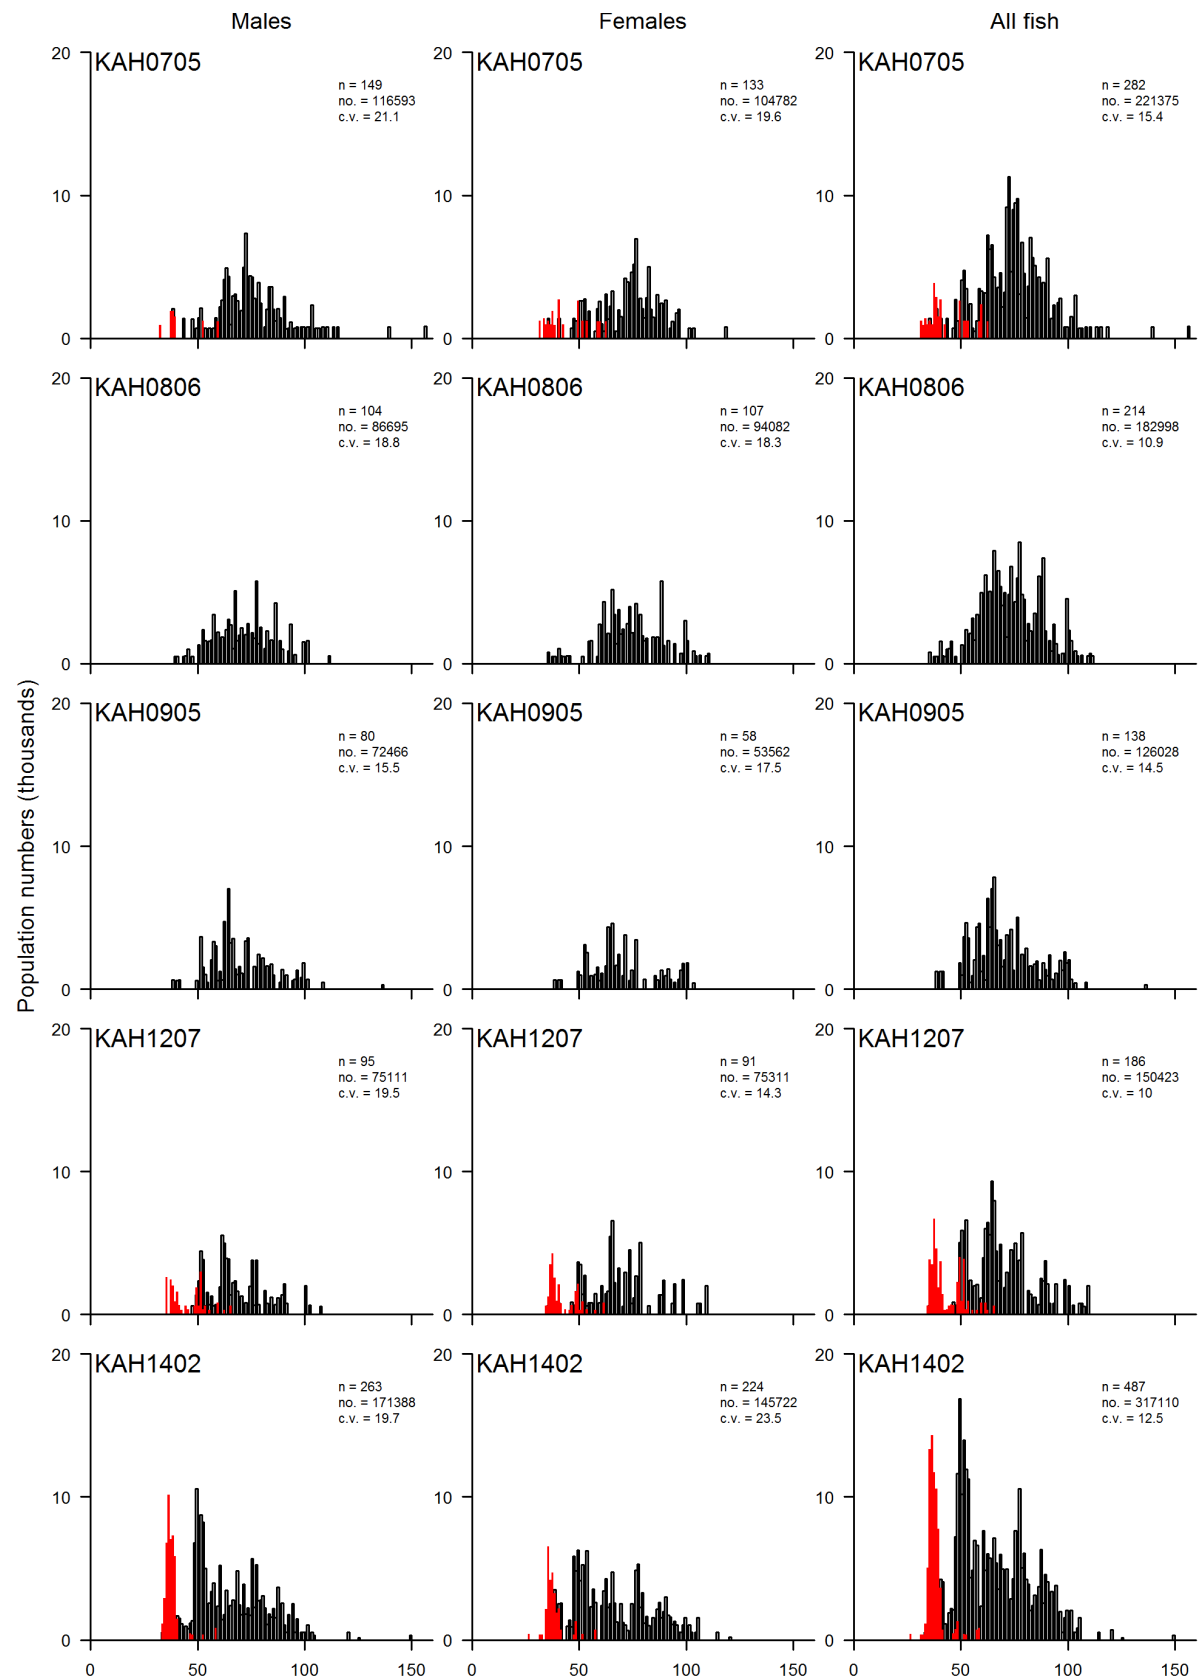 Males Females All fish
Population numbers (thousands)
KAH0705 KAH0705 KAH0705
n = 149 n = 133 n = 282
no. = 116593 no. = 104782 no. = 221375
c.v. = 21.1 c.v. = 19.6 c.v. = 15.4
20 20 20
10 10 10
0 0 0
KAH0806 KAH0806 KAH0806
n = 104 n = 107 n = 214
no. = 86695 no. = 94082 no. = 182998
c.v. = 18.8 c.v. = 18.3 c.v. = 10.9
20 20 20
10 10 10
0 0 0
KAH0905 KAH0905 KAH0905
n = 80 n = 58 n = 138
no. = 72466 no. = 53562 no. = 126028
c.v. = 15.5 c.v. = 17.5 c.v. = 14.5
20 20 20
10 10 10
0 0 0
KAH1207 KAH1207 KAH1207
n = 95 n = 91 n = 186
no. = 75111 no. = 75311 no. = 150423
c.v. = 19.5 c.v. = 14.3 c.v. = 10
20 20 20
10 10 10
0 0 0
KAH1402 KAH1402 KAH1402
n = 263 n = 224 n = 487
no. = 171388 no. = 145722 no. = 317110
c.v. = 19.7 c.v. = 23.5 c.v. = 12.5
20 20 20
10 10 10
0 0 0
0 50 100 150 0 50 100 150 0 50 100 150